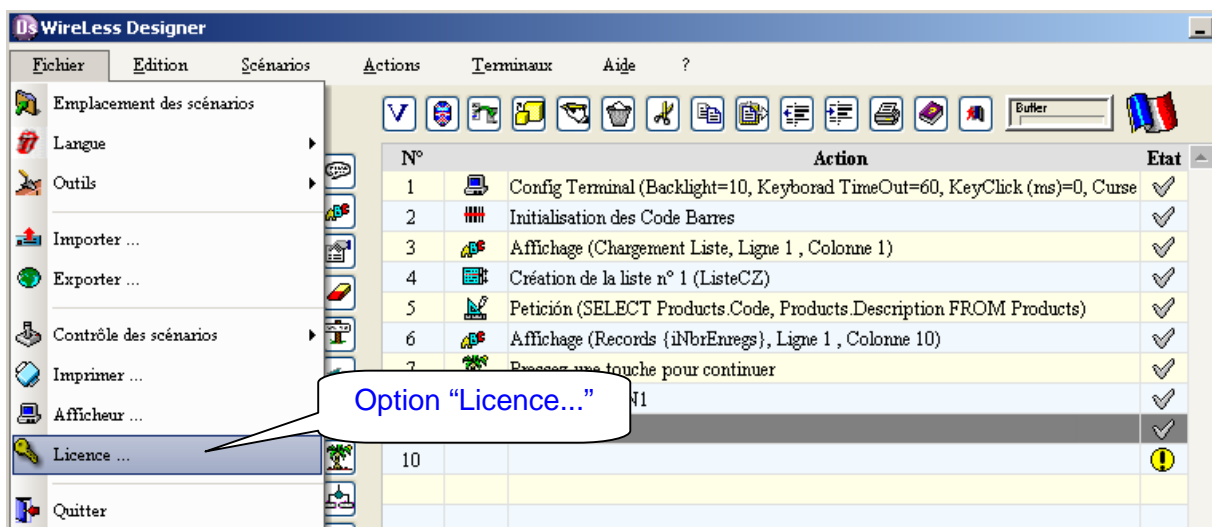 Ds WireLess Designer
Fichier Edition Scénarios Actions Terminaux Aide ?
Emplacement des scénarios
Langue
Outils
Importer ...
Exporter ...
Contrôle des scénarios
Imprimer ...
Afficheur ...
Licence ...
Quitter
V
Buffer
N° Action Etat
1 Config Terminal (Backlight=10, Keyborad TimeOut=60, KeyClick (ms)=0, Curse
2 Initialisation des Code Barres
3 Affichage (Chargement Liste, Ligne 1 , Colonne 1)
4 Création de la liste n° 1 (ListeCZ)
5 Petición (SELECT Products.Code, Products.Description FROM Products)
6 Affichage (Records {iNbrEnregs}, Ligne 1 , Colonne 10)
7 Pressez une touche pour continuer
N1
10
Option “Licence...”